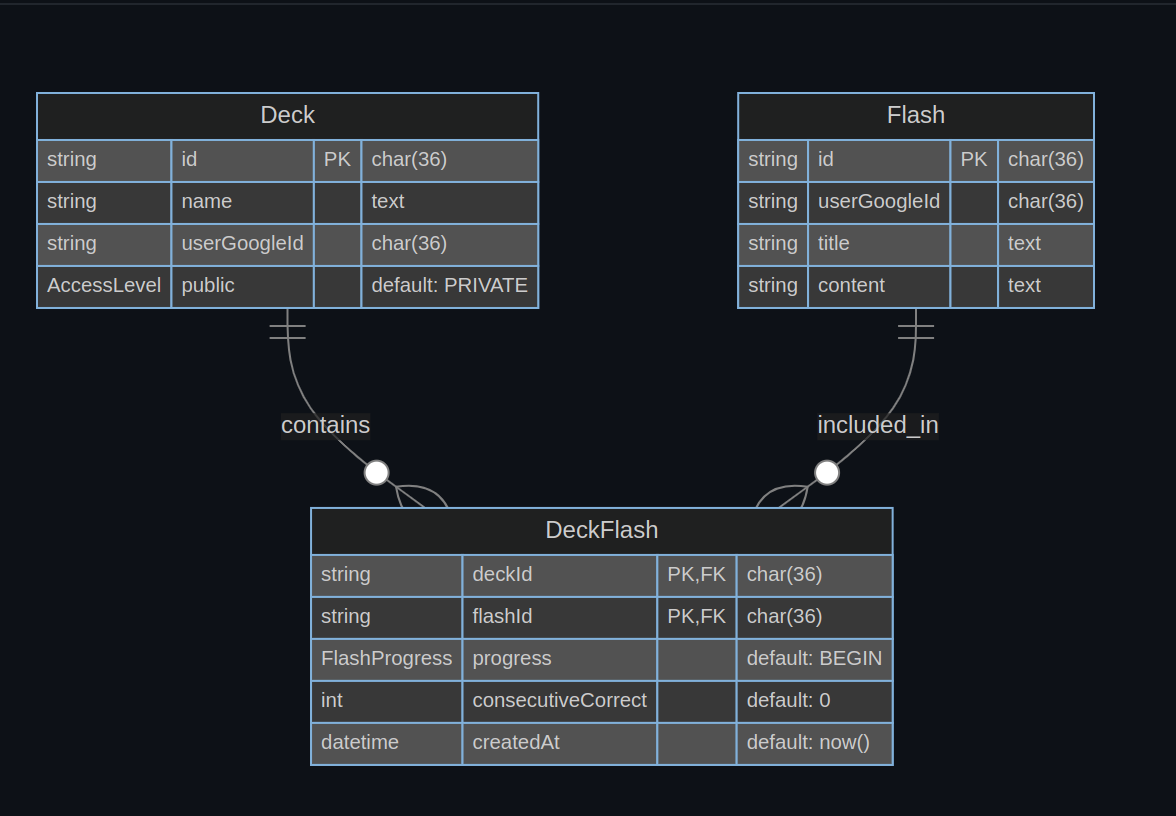 Deck
string id PK char(36)
string name text
string userGoogleId char(36)
AccessLevel public default: PRIVATE
Flash
string id PK char(36)
string userGoogleId char(36)
string title text
string content text
contains
included_in
DeckFlash
string deckId PK,FK char(36)
string flashId PK,FK char(36)
FlashProgress progress default: BEGIN
int consecutiveCorrect default: 0
datetime createdAt default: now()